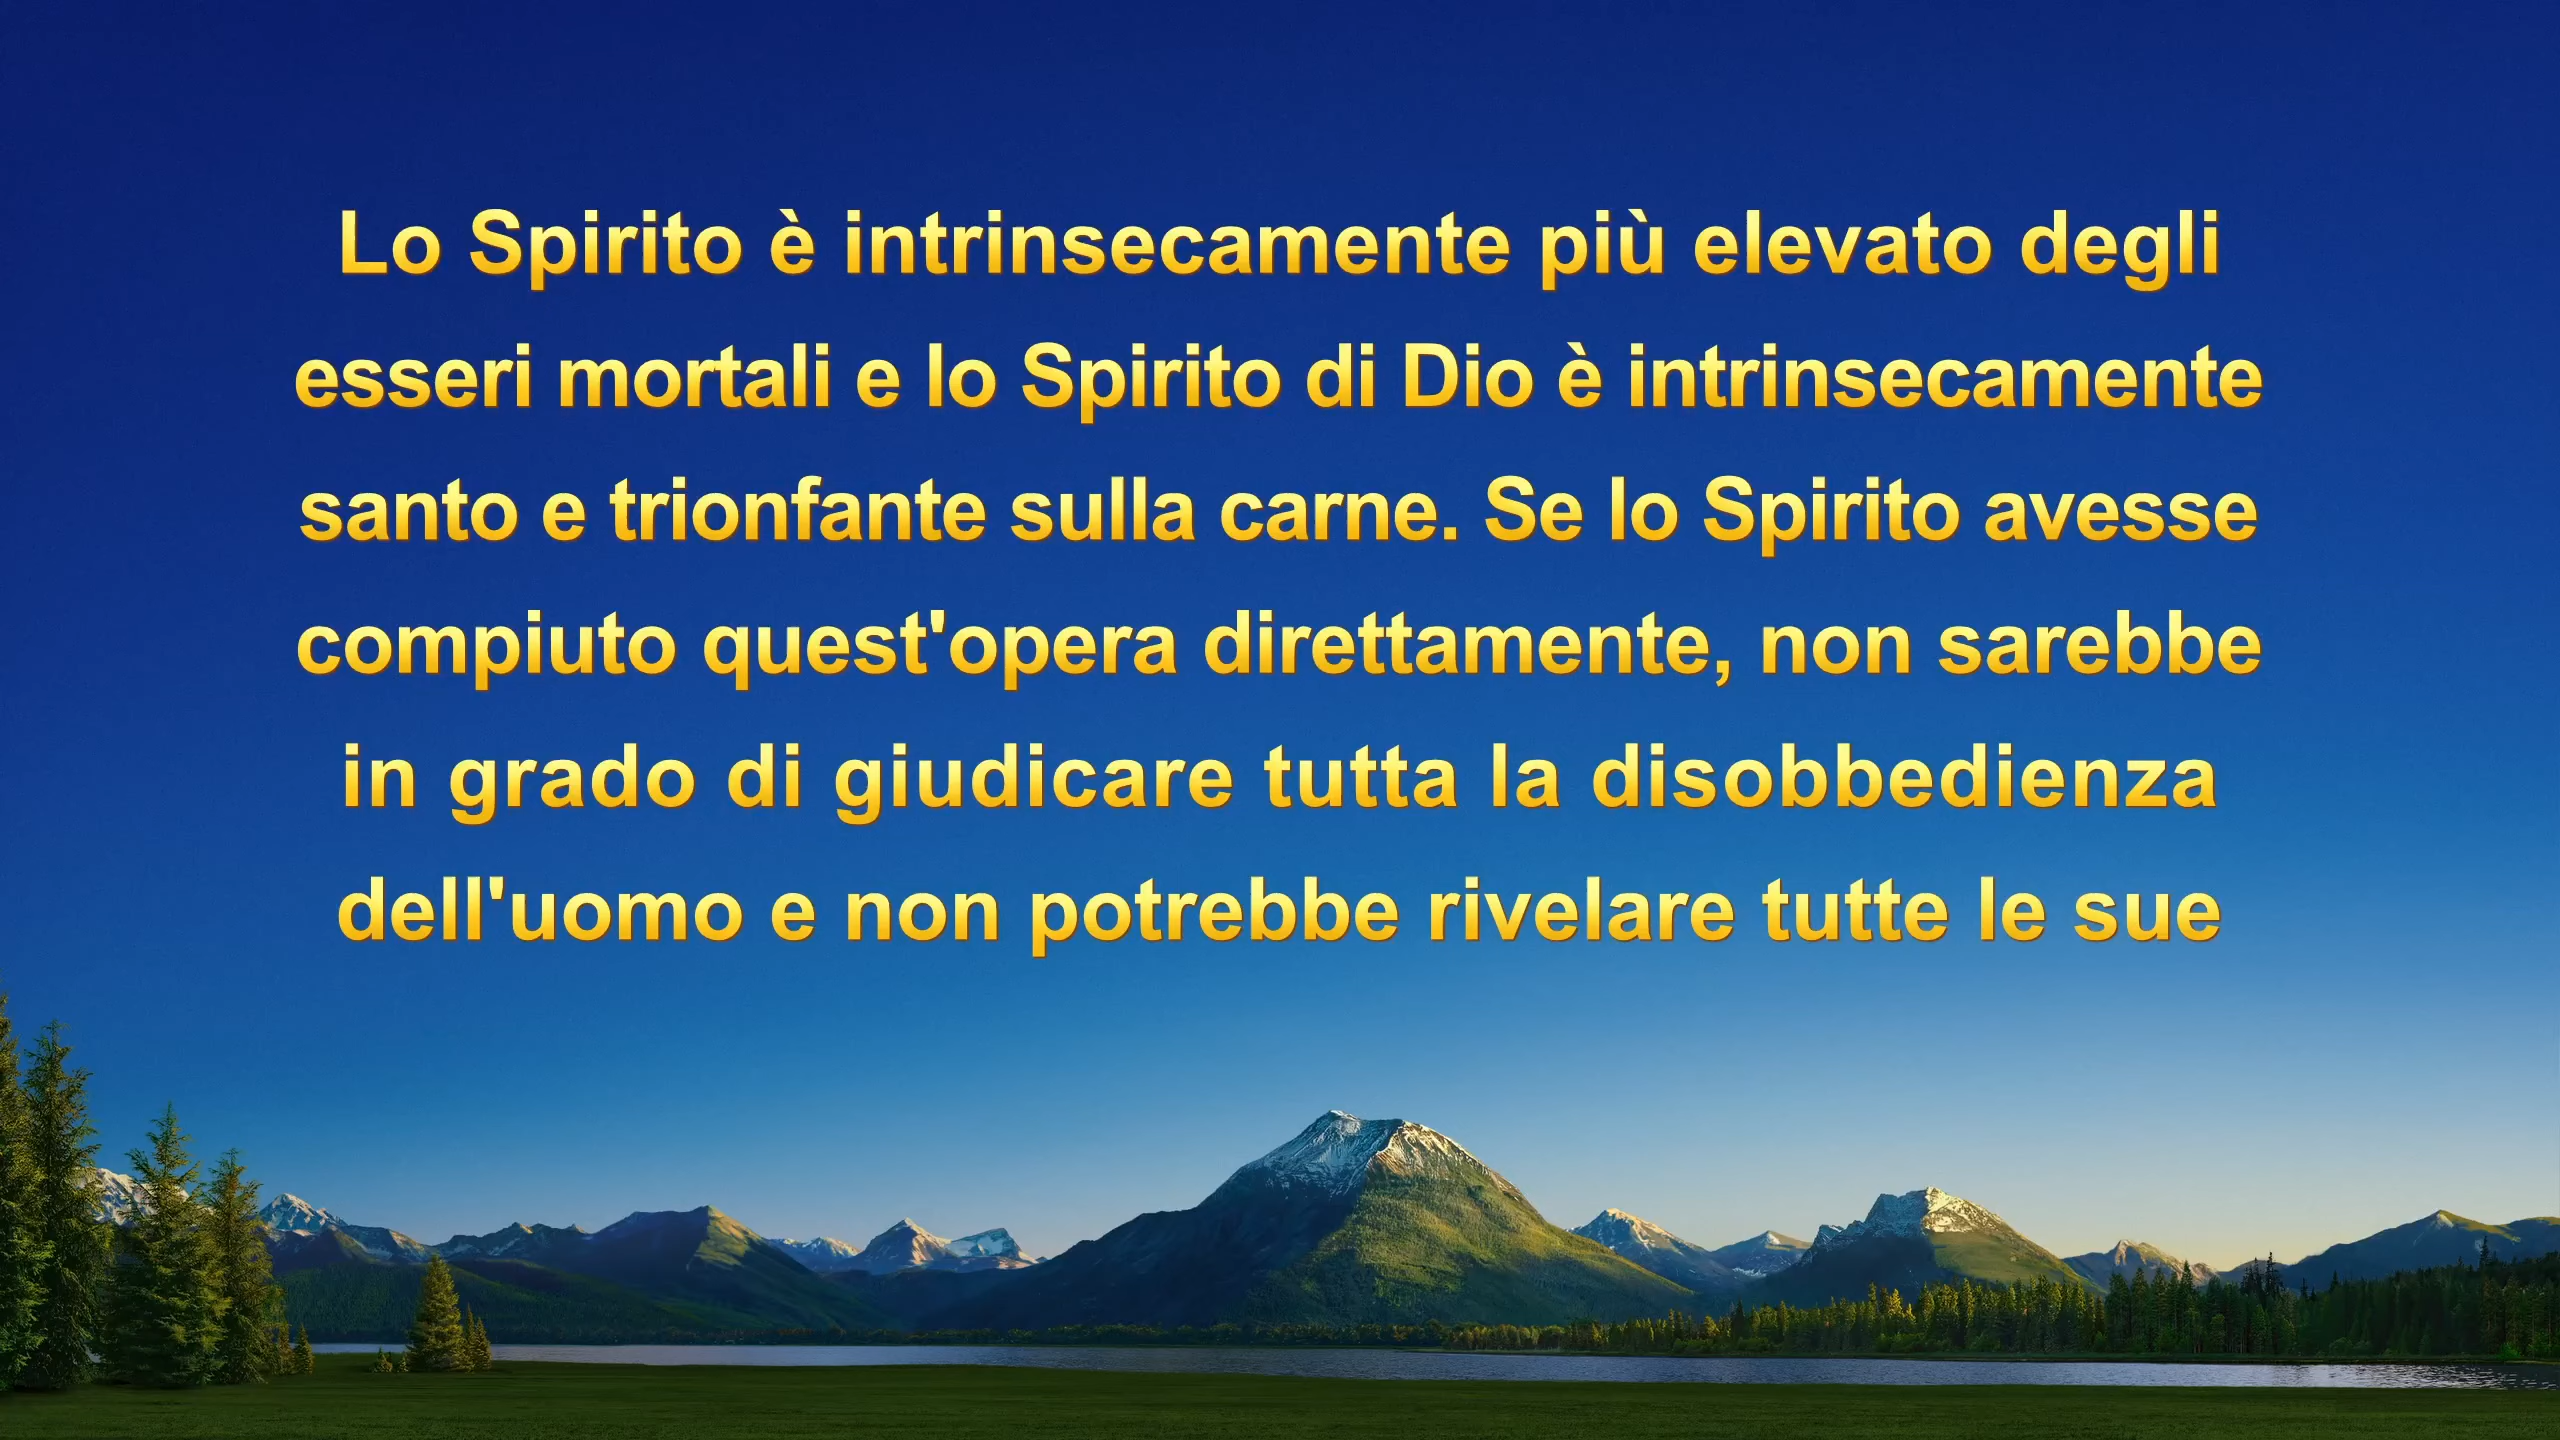 Lo Spirito è intrinsecamente più elevato degli
esseri mortali e lo Spirito di Dio è intrinsecamente
santo e trionfante sulla carne. Se lo Spirito avesse
compiuto quest'opera direttamente, non sarebbe
in grado di giudicare tutta la disobbedienza
dell'uomo e non potrebbe rivelare tutte le sue